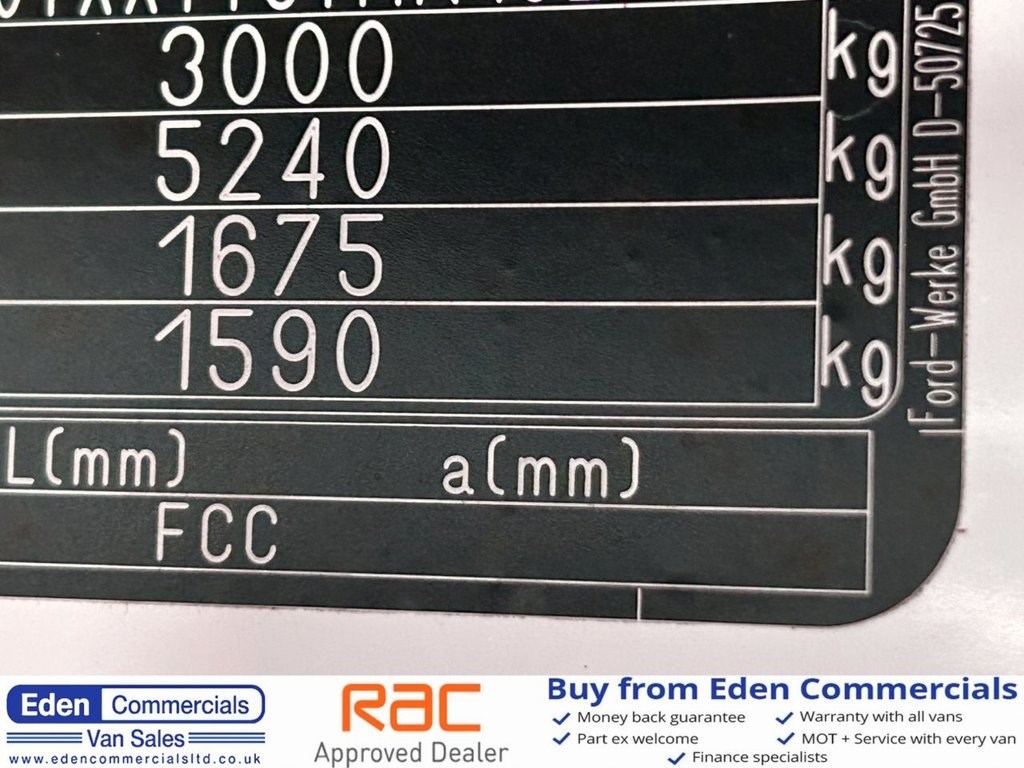 3000 kg
5240 kg
1675 kg
1590 kg
L(mm) a(mm)
FCC
Ford-Werke GmbH D-50725
Eden Commercials
Van Sales
www.edencommercialsltd.co.uk
RAC
Approved Dealer
Buy from Eden Commercials
Money back guarantee
Warranty with all vans
Part ex welcome
MOT + Service with every van
Finance specialists